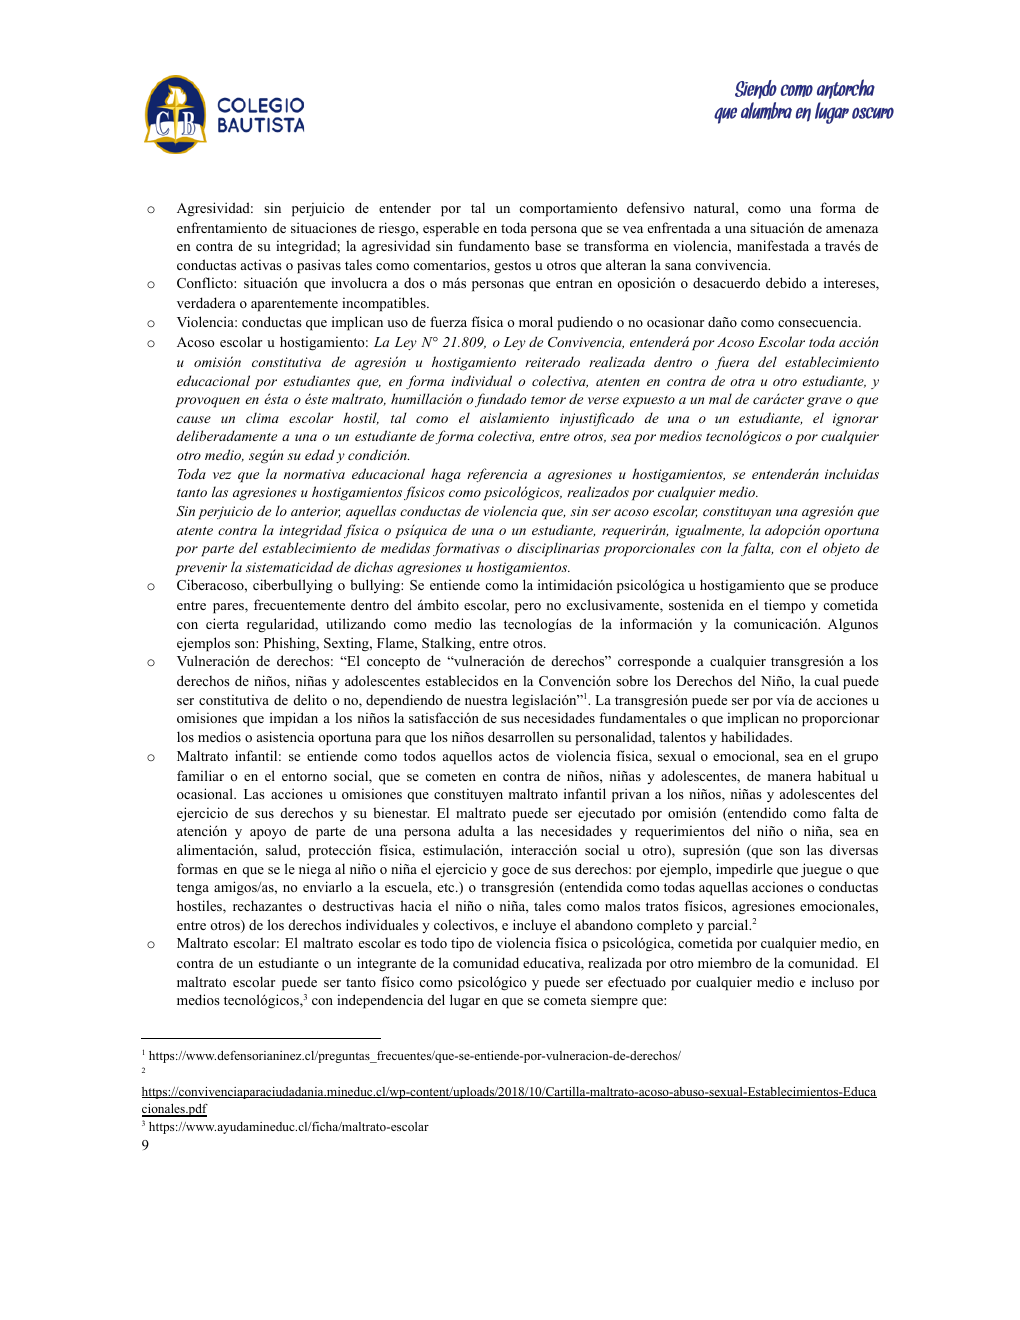 CB
COLEGIO
BAUTISTA
Siendo como antorcha
que alumbra en lugar oscuro
o Agresividad: sin perjuicio de entender por tal un comportamiento defensivo natural, como una forma de
enfrentamiento de situaciones de riesgo, esperable en toda persona que se vea enfrentada a una situación de amenaza
en contra de su integridad; la agresividad sin fundamento base se transforma en violencia, manifestada a través de
conductas activas o pasivas tales como comentarios, gestos u otros que alteran la sana convivencia.
o Conflicto: situación que involucra a dos o más personas que entran en oposición o desacuerdo debido a intereses,
verdadera o aparentemente incompatibles.
o Violencia: conductas que implican uso de fuerza física o moral pudiendo o no ocasionar daño como consecuencia.
o Acoso escolar u hostigamiento: La Ley N° 21.809, o Ley de Convivencia, entenderá por Acoso Escolar toda acción
u omisión constitutiva de agresión u hostigamiento reiterado realizada dentro o fuera del establecimiento
educacional por estudiantes que, en forma individual o colectiva, atenten en contra de otra u otro estudiante, y
provoquen en ésta o éste maltrato, humillación o fundado temor de verse expuesto a un mal de carácter grave o que
cause un clima escolar hostil, tal como el aislamiento injustificado de una o un estudiante, el ignorar
deliberadamente a una o un estudiante de forma colectiva, entre otros, sea por medios tecnológicos o por cualquier
otro medio, según su edad y condición.
Toda vez que la normativa educacional haga referencia a agresiones u hostigamientos, se entenderán incluidas
tanto las agresiones u hostigamientos físicos como psicológicos, realizados por cualquier medio.
Sin perjuicio de lo anterior, aquellas conductas de violencia que, sin ser acoso escolar, constituyan una agresión que
atente contra la integridad física o psíquica de una o un estudiante, requerirán, igualmente, la adopción oportuna
por parte del establecimiento de medidas formativas o disciplinarias proporcionales con la falta, con el objeto de
prevenir la sistematicidad de dichas agresiones u hostigamientos.
o Ciberacoso, ciberbullying o bullying: Se entiende como la intimidación psicológica u hostigamiento que se produce
entre pares, frecuentemente dentro del ámbito escolar, pero no exclusivamente, sostenida en el tiempo y cometida
con cierta regularidad, utilizando como medio las tecnologías de la información y la comunicación. Algunos
ejemplos son: Phishing, Sexting, Flame, Stalking, entre otros.
o Vulneración de derechos: “El concepto de “vulneración de derechos” corresponde a cualquier transgresión a los
derechos de niños, niñas y adolescentes establecidos en la Convención sobre los Derechos del Niño, la cual puede
ser constitutiva de delito o no, dependiendo de nuestra legislación”1. La transgresión puede ser por vía de acciones u
omisiones que impidan a los niños la satisfacción de sus necesidades fundamentales o que implican no proporcionar
los medios o asistencia oportuna para que los niños desarrollen su personalidad, talentos y habilidades.
o Maltrato infantil: se entiende como todos aquellos actos de violencia física, sexual o emocional, sea en el grupo
familiar o en el entorno social, que se cometen en contra de niños, niñas y adolescentes, de manera habitual u
ocasional. Las acciones u omisiones que constituyen maltrato infantil privan a los niños, niñas y adolescentes del
ejercicio de sus derechos y su bienestar. El maltrato puede ser ejecutado por omisión (entendido como falta de
atención y apoyo de parte de una persona adulta a las necesidades y requerimientos del niño o niña, sea en
alimentación, salud, protección física, estimulación, interacción social u otro), supresión (que son las diversas
formas en que se le niega al niño o niña el ejercicio y goce de sus derechos: por ejemplo, impedirle que juegue o que
tenga amigos/as, no enviarlo a la escuela, etc.) o transgresión (entendida como todas aquellas acciones o conductas
hostiles, rechazantes o destructivas hacia el niño o niña, tales como malos tratos físicos, agresiones emocionales,
entre otros) de los derechos individuales y colectivos, e incluye el abandono completo y parcial.2
o Maltrato escolar: El maltrato escolar es todo tipo de violencia física o psicológica, cometida por cualquier medio, en
contra de un estudiante o un integrante de la comunidad educativa, realizada por otro miembro de la comunidad. El
maltrato escolar puede ser tanto físico como psicológico y puede ser efectuado por cualquier medio e incluso por
medios tecnológicos,3 con independencia del lugar en que se cometa siempre que:
1 https://www.defensorianinez.cl/preguntas_frecuentes/que-se-entiende-por-vulneracion-de-derechos/
2
https://convivenciaparaciudadania.mineduc.cl/wp-content/uploads/2018/10/Cartilla-maltrato-acoso-abuso-sexual-Establecimientos-Educa
cionales.pdf
3 https://www.ayudamineduc.cl/ficha/maltrato-escolar
9